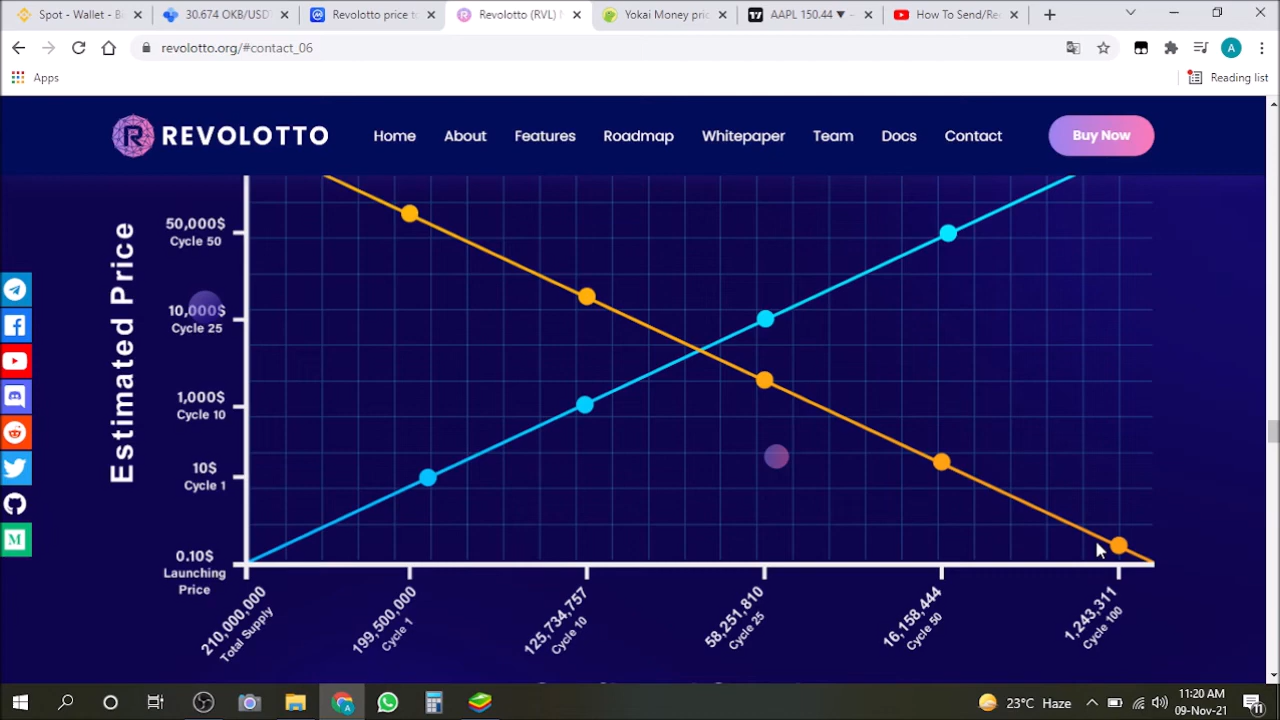 Spot - Wallet - Bi
30.674 OKB/USDT
Revolotto price to
Revolotto (RVL) N
Yokai Money pric
AAPL 150.44 ▼ −
How To Send/Rec
revolotto.org/#contact_06
A
Apps
Reading list
REVOLOTTO
Home
About
Features
Roadmap
Whitepaper
Team
Docs
Contact
Buy Now
Estimated Price
50,000$
Cycle 50
10,000$
Cycle 25
1,000$
Cycle 10
10$
Cycle 1
0.10$
Launching
Price
210,000,000
Total Supply
199,500,000
Cycle 1
125,734,757
Cycle 10
58,251,810
Cycle 25
16,158,444
Cycle 50
1,243,311
Cycle 100
23°C Haze
11:20 AM
09-Nov-21